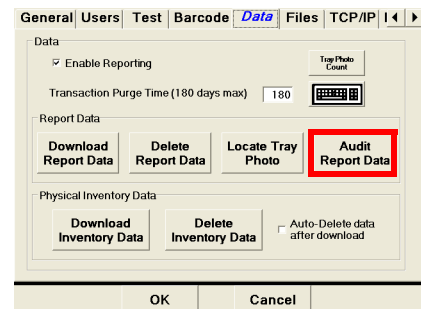 General Users Test Barcode Data Files TCP/IP I
Data
Enable Reporting
Tray Photo
Count
Transaction Purge Time (180 days max) 180
Report Data
Download
Report Data
Delete
Report Data
Locate Tray
Photo
Audit
Report Data
Physical Inventory Data
Download
Inventory Data
Delete
Inventory Data
Auto-Delete data
after download
OK Cancel